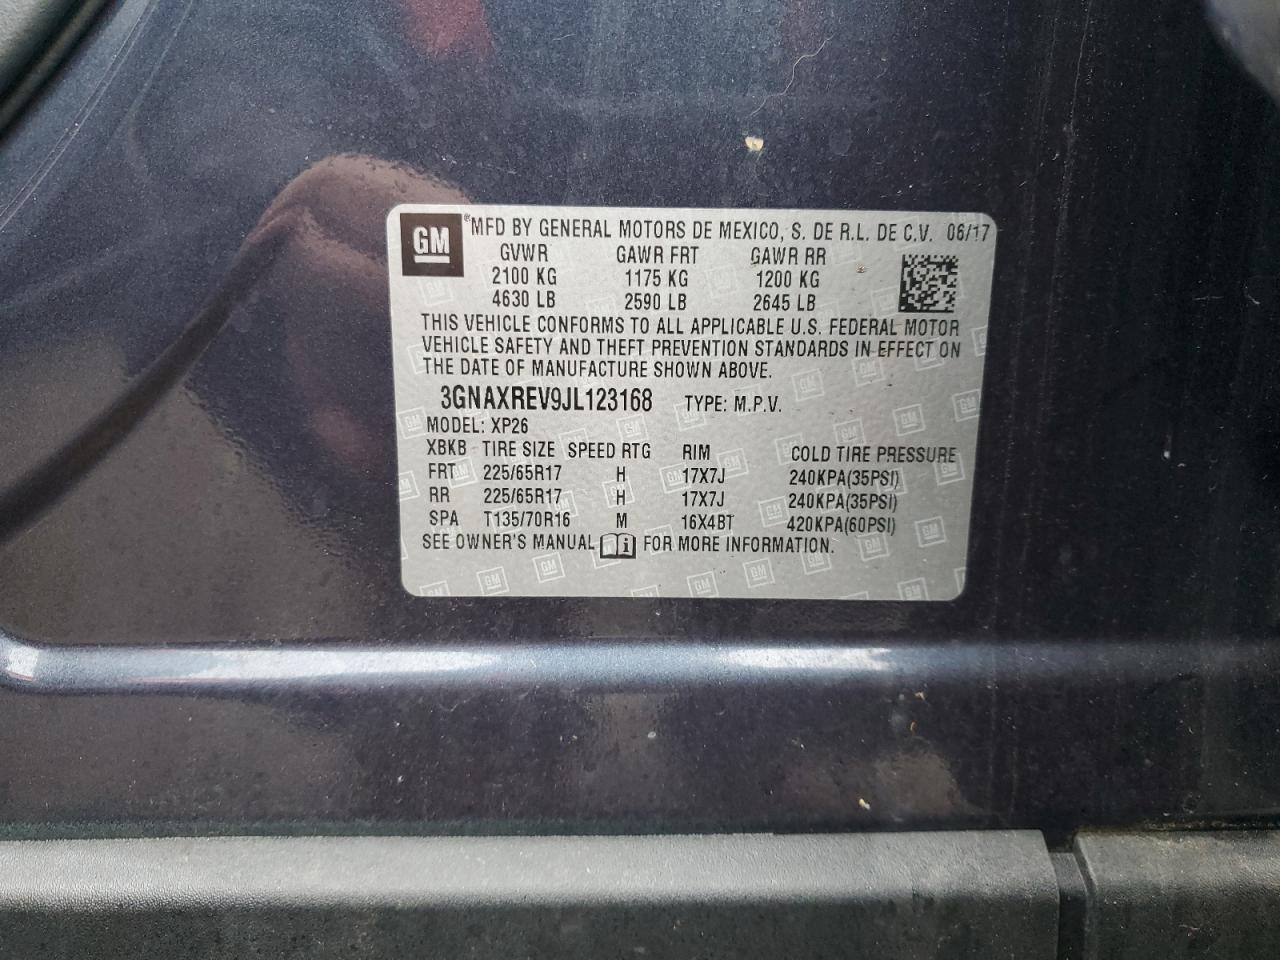 GM ® MFD BY GENERAL MOTORS DE MEXICO, S. DE R.L. DE C.V. 06/17
GVWR GAWR FRT GAWR RR
2100 KG 1175 KG 1200 KG
4630 LB 2590 LB 2645 LB
THIS VEHICLE CONFORMS TO ALL APPLICABLE U.S. FEDERAL MOTOR
VEHICLE SAFETY AND THEFT PREVENTION STANDARDS IN EFFECT ON
THE DATE OF MANUFACTURE SHOWN ABOVE.
3GNAXREV9JL123168 TYPE: M.P.V.
MODEL: XP26
XBKB TIRE SIZE SPEED RTG RIM COLD TIRE PRESSURE
FRT 225/65R17 H 17X7J 240KPA(35PSI)
RR 225/65R17 H 17X7J 240KPA(35PSI)
SPA T135/70R16 M 16X4BT 420KPA(60PSI)
SEE OWNER'S MANUAL i FOR MORE INFORMATION.